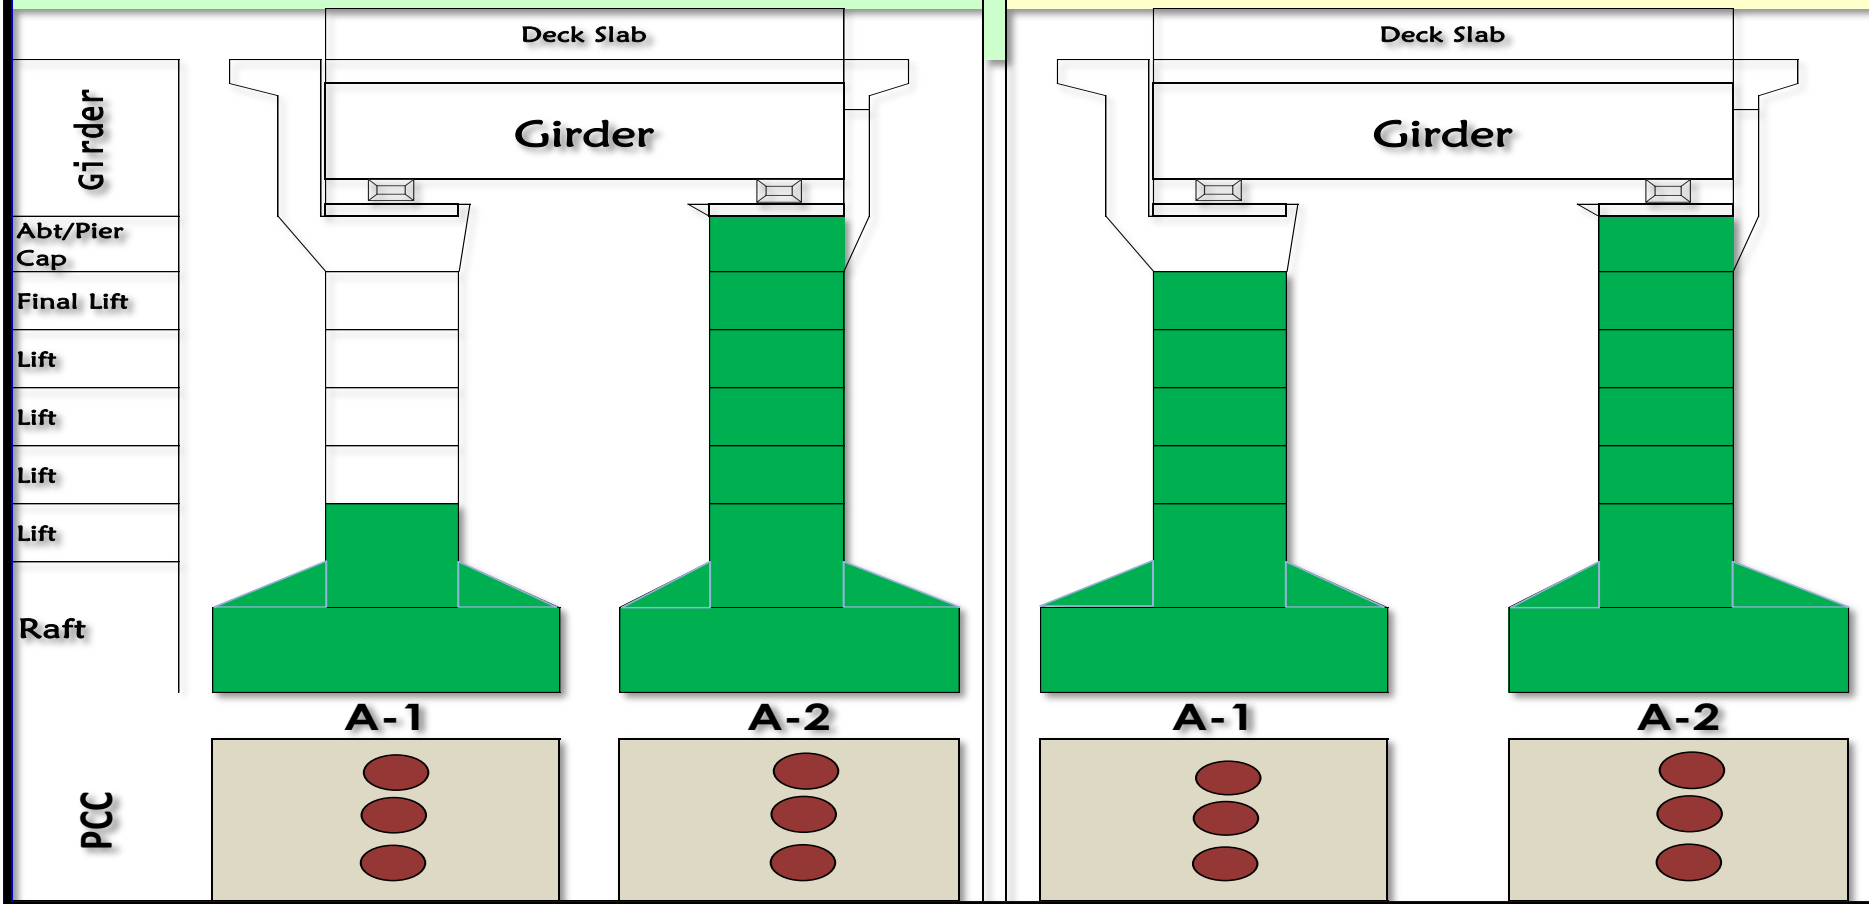 Deck Slab
Deck Slab
Girder
Girder
Girder
Abt/Pier
Cap
Final Lift
Lift
Lift
Lift
Lift
Raft
A-1
A-2
A-1
A-2
PCC